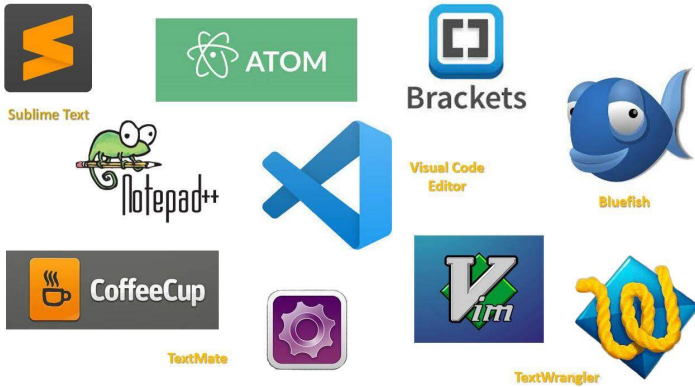 ATOM
Brackets
Sublime Text
Notepad++
Visual Code
Editor
Bluefish
CoffeeCup
Vim
TextMate
TextWrangler